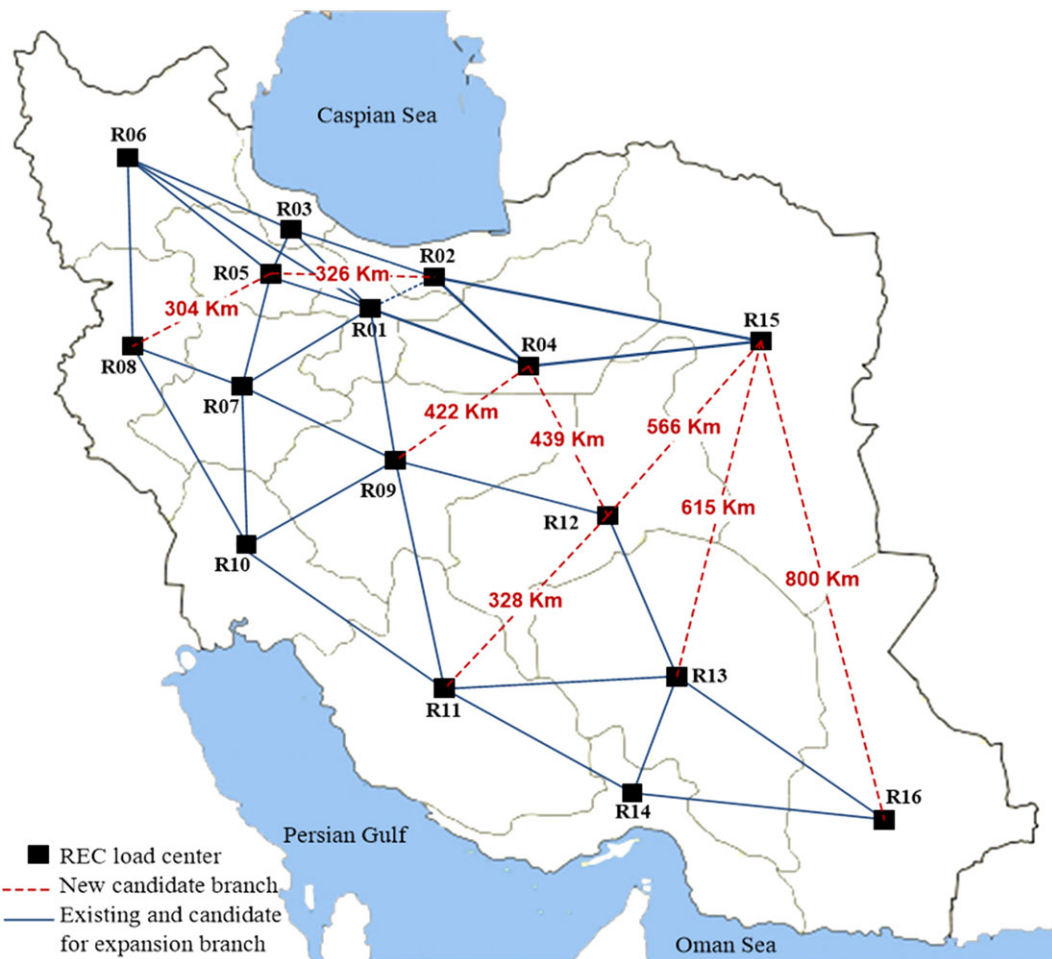 Caspian Sea
R06
R03
R02
R05
326 Km
304 Km
R01
R15
R04
R08
R07
422 Km
439 Km
566 Km
R09
615 Km
R12
R10
800 Km
328 Km
R13
R11
R16
R14
Persian Gulf
REC load center
New candidate branch
Existing and candidate
for expansion branch
Oman Sea